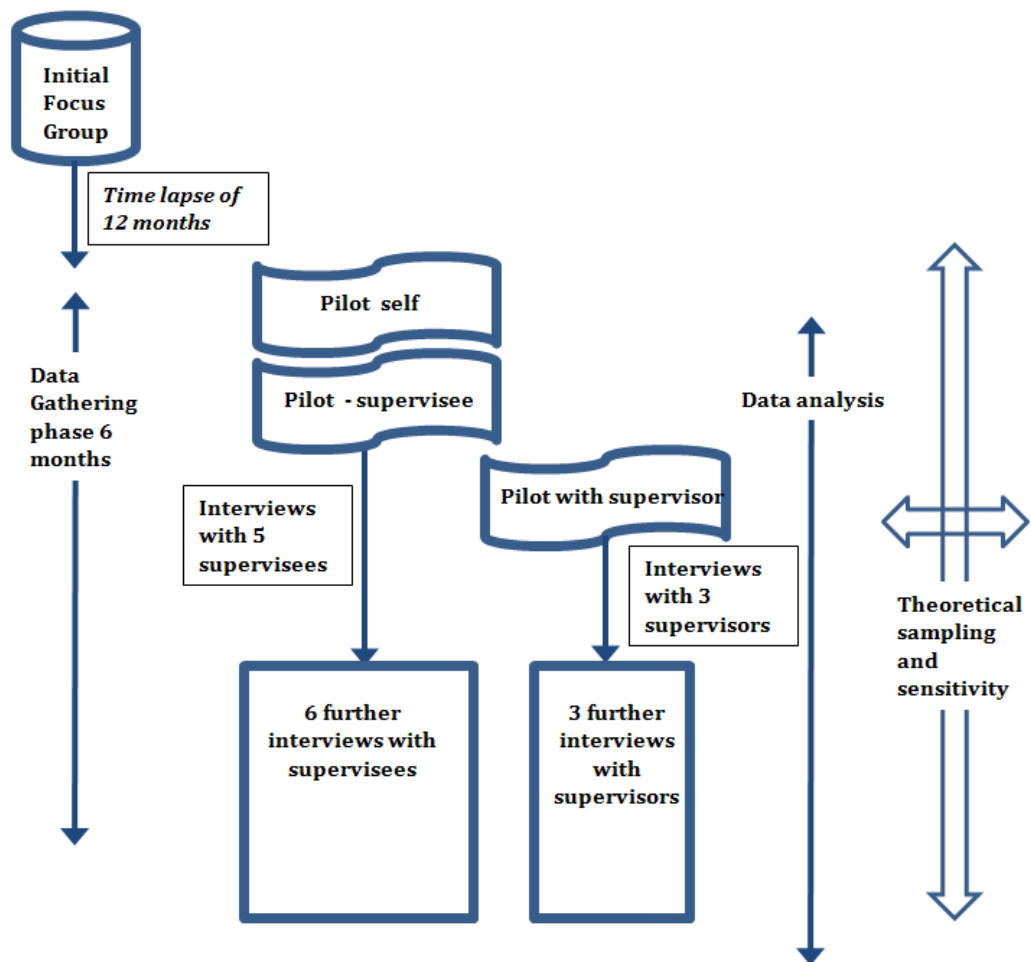 Initial
Focus
Group
Time lapse of
12 months
Pilot self
Pilot - supervisee
Data
Gathering
phase 6
months
Data analysis
Pilot with supervisor
Interviews
with 5
supervisees
Interviews
with 3
supervisors
Theoretical
sampling
and
sensitivity
6 further
interviews with
supervisees
3 further
interviews
with
supervisors